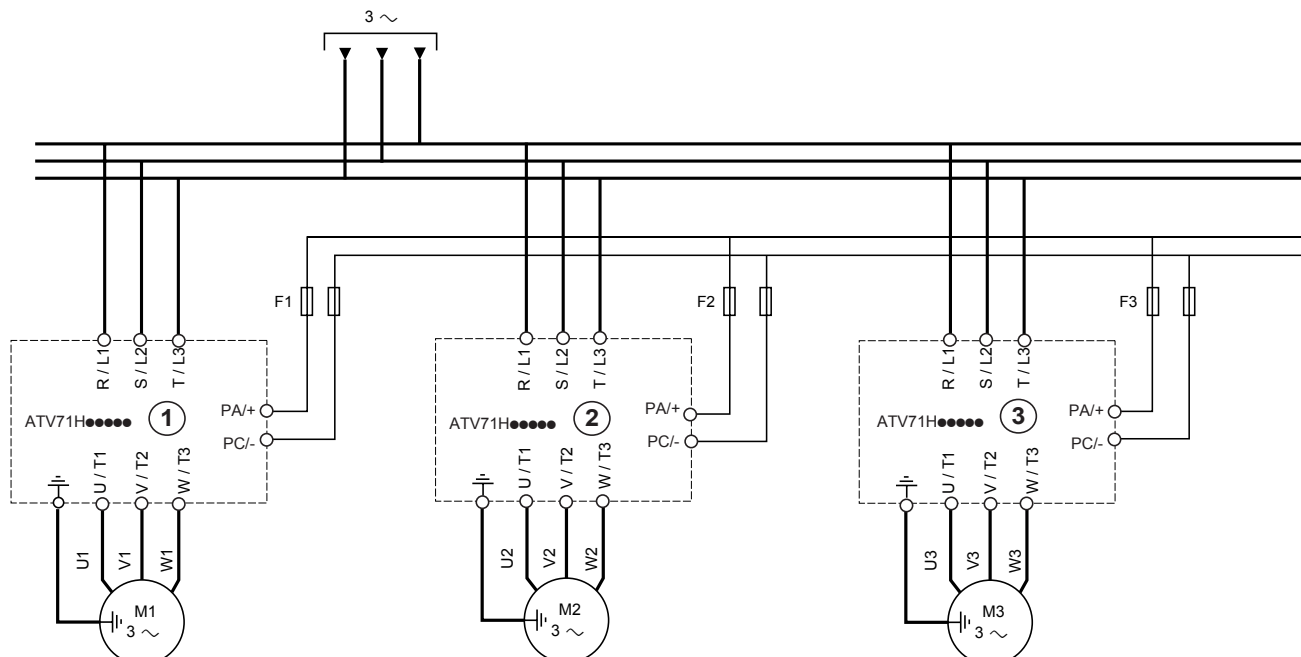 3 ~
F1
F2
F3
R / L1
S / L2
T / L3
R / L1
S / L2
T / L3
R / L1
S / L2
T / L3
ATV71H●●●●●
1
PA/+
PC/-
ATV71H●●●●●
2
PA/+
PC/-
ATV71H●●●●●
3
PA/+
PC/-
U / T1
V / T2
W / T3
U / T1
V / T2
W / T3
U / T1
V / T2
W / T3
U1
V1
W1
U2
V2
W2
U3
V3
W3
M1
3 ~
M2
3 ~
M3
3 ~